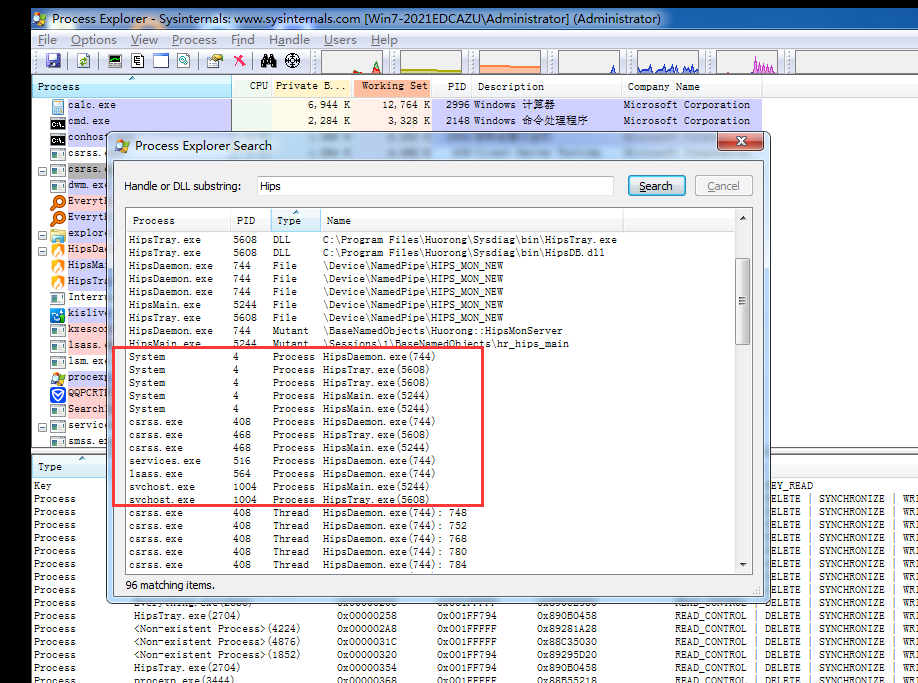 Process Explorer - Sysinternals: www.sysinternals.com [Win7-2021EDCAZU\Administrator] (Administrator)
File Options View Process Find Handle Users Help
Process CPU Private B... Working Set PID Description Company Name
calc.exe 6,944 K 12,764 K 2996 Windows 计算器 Microsoft Corporation
cmd.exe 2,284 K 3,328 K 2148 Windows 命令处理程序 Microsoft Corporation
conhos
csrss.
csrss.
dwm.ex
Everyt
Everyt
explor
HipsDa
HipsMa
HipsTr
Interr
kislive
kxescor
lsass.
lsm.ex
procex
QQPCRT
Search
service
smss.ex
Process Explorer Search
Handle or DLL substring: Hips Search Cancel
Process PID Type Name
HipsTray.exe 5608 DLL C:\Program Files\Huorong\Sysdiag\bin\HipsTray.exe
HipsTray.exe 5608 DLL C:\Program Files\Huorong\Sysdiag\bin\HipsDB.dll
HipsDaemon.exe 744 File \Device\NamedPipe\HIPS_MON_NEW
HipsDaemon.exe 744 File \Device\NamedPipe\HIPS_MON_NEW
HipsDaemon.exe 744 File \Device\NamedPipe\HIPS_MON_NEW
HipsMain.exe 5244 File \Device\NamedPipe\HIPS_MON_NEW
HipsTray.exe 5608 File \Device\NamedPipe\HIPS_MON_NEW
HipsDaemon.exe 744 Mutant \BaseNamedObjects\Huorong::HipsMonServer
HipsMain.exe 5244 Mutant \Sessions\1\BaseNamedObjects\hr_hips_main
System 4 Process HipsDaemon.exe(744)
System 4 Process HipsTray.exe(5608)
System 4 Process HipsTray.exe(5608)
System 4 Process HipsMain.exe(5244)
System 4 Process HipsMain.exe(5244)
csrss.exe 408 Process HipsDaemon.exe(744)
csrss.exe 468 Process HipsTray.exe(5608)
csrss.exe 468 Process HipsMain.exe(5244)
services.exe 516 Process HipsDaemon.exe(744)
lsass.exe 564 Process HipsDaemon.exe(744)
svchost.exe 1004 Process HipsMain.exe(5244)
svchost.exe 1004 Process HipsTray.exe(5608)
csrss.exe 408 Thread HipsDaemon.exe(744): 748
csrss.exe 408 Thread HipsDaemon.exe(744): 752
csrss.exe 408 Thread HipsDaemon.exe(744): 768
csrss.exe 408 Thread HipsDaemon.exe(744): 780
csrss.exe 408 Thread HipsDaemon.exe(744): 784
96 matching items.
Type
Key EY_READ
Process ELETE | SYNCHRONIZE | WRI
Process ELETE | SYNCHRONIZE | WRI
Process ELETE | SYNCHRONIZE | WRI
Process ELETE | SYNCHRONIZE | WRI
Process ELETE | SYNCHRONIZE | WRI
Process ELETE | SYNCHRONIZE | WRI
Process ELETE | SYNCHRONIZE | WRI
Process ELETE | SYNCHRONIZE | WRI
Process READ_CONTROL | DELETE | SYNCHRONIZE | WRI
Process HipsTray.exe(2704) 0x00000258 0x001FF794 0x890B0458 READ_CONTROL | DELETE | SYNCHRONIZE | WRI
Process <Non-existent Process>(4224) 0x000002A8 0x001FFFFF 0x89281A28 READ_CONTROL | DELETE | SYNCHRONIZE | WRI
Process <Non-existent Process>(4876) 0x0000031C 0x001FFFFF 0x88C35030 READ_CONTROL | DELETE | SYNCHRONIZE | WRI
Process <Non-existent Process>(1852) 0x00000320 0x001FFFFF 0x89295D20 READ_CONTROL | DELETE | SYNCHRONIZE | WRI
Process HipsTray.exe(2704) 0x00000354 0x001FF794 0x890B0458 READ_CONTROL | DELETE | SYNCHRONIZE | WRI
Process procexp.exe(3444) 0x00000368 0x001FFFFF 0x88B55218 READ_CONTROL | DELETE | SYNCHRONIZE | WRI